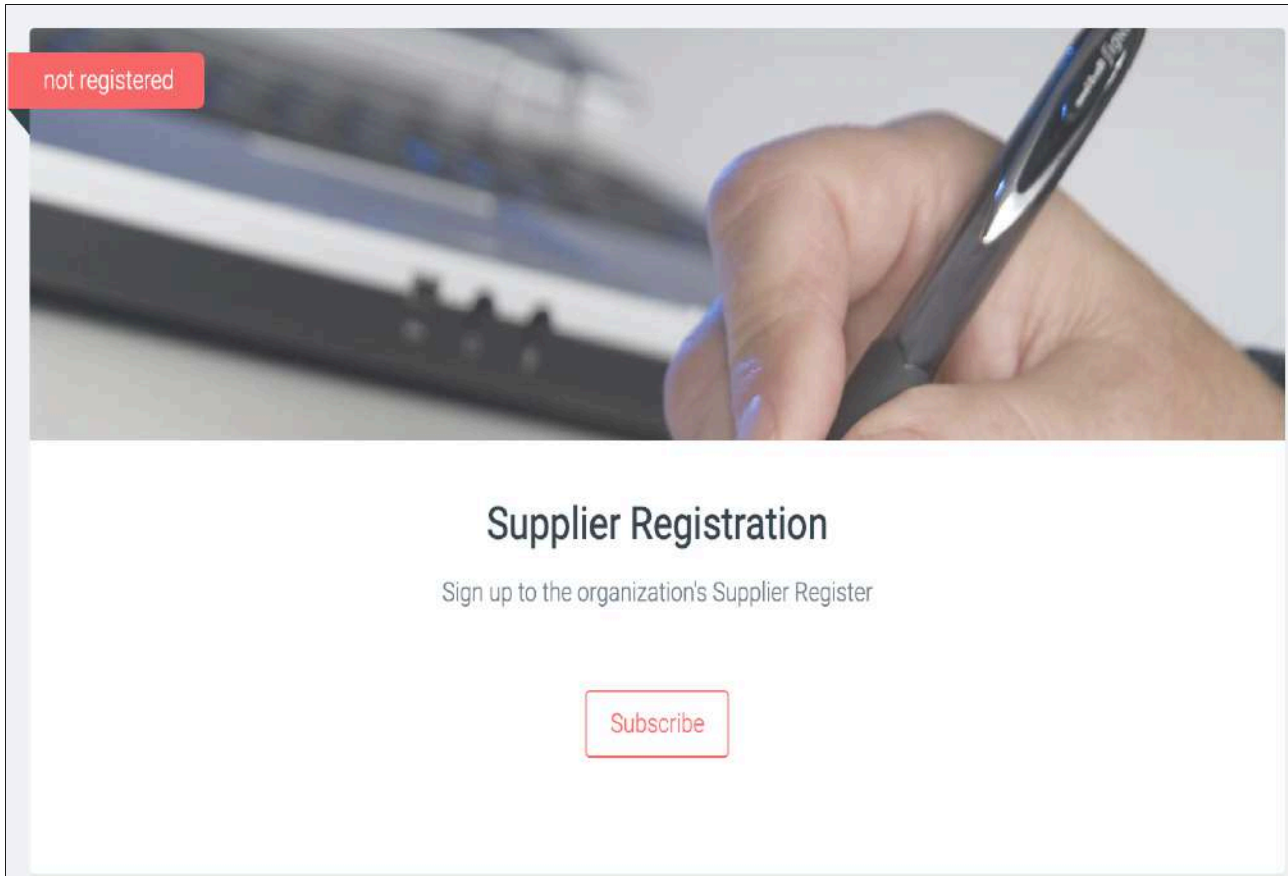 not registered
Supplier Registration
Sign up to the organization's Supplier Register
Subscribe